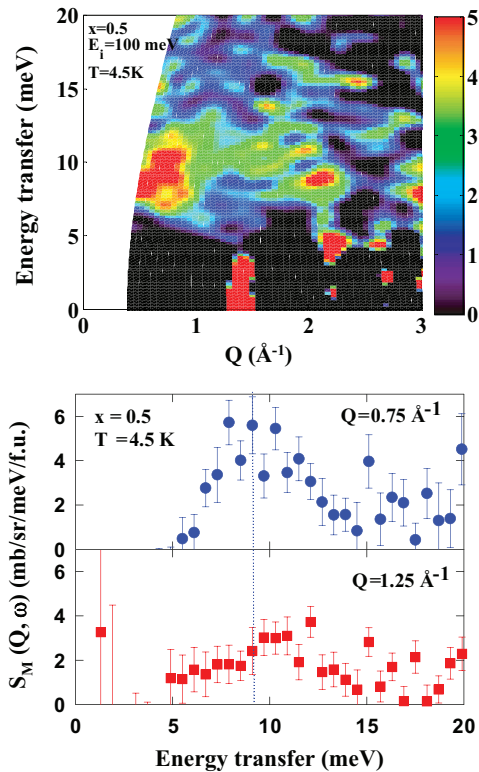 x=0.5
E_i=100 meV
T=4.5K
Energy transfer (meV)
20
15
10
5
0
0 1 2 3
Q (Å⁻¹)
5
4
3
2
1
0
x = 0.5
T =4.5 K
Q=0.75 Å⁻¹
6
4
2
0
Q=1.25 Å⁻¹
6
4
2
0
S_M (Q, ω) (mb/sr/meV/f.u.)
0 5 10 15 20
Energy transfer (meV)